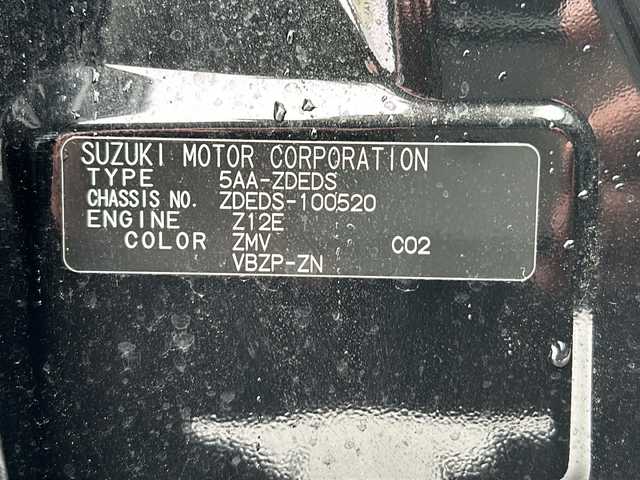 SUZUKI MOTOR CORPORATION
TYPE 5AA-ZDEDS
CHASSIS NO. ZDEDS-100520
ENGINE Z12E
COLOR ZMV C02
VBZP-ZN